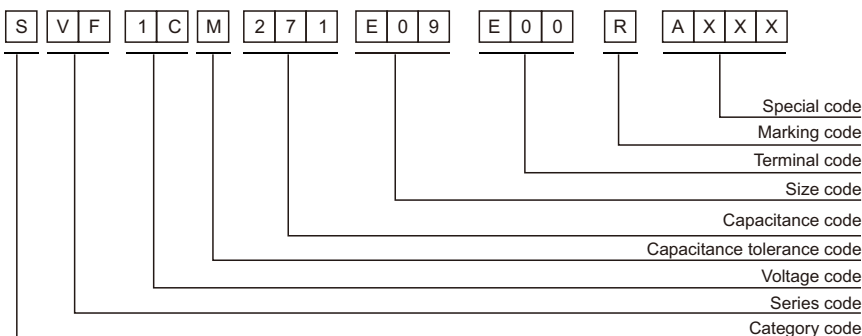 S V F 1 C M 2 7 1 E 0 9 E 0 0 R A X X X
Special code
Marking code
Terminal code
Size code
Capacitance code
Capacitance tolerance code
Voltage code
Series code
Category code